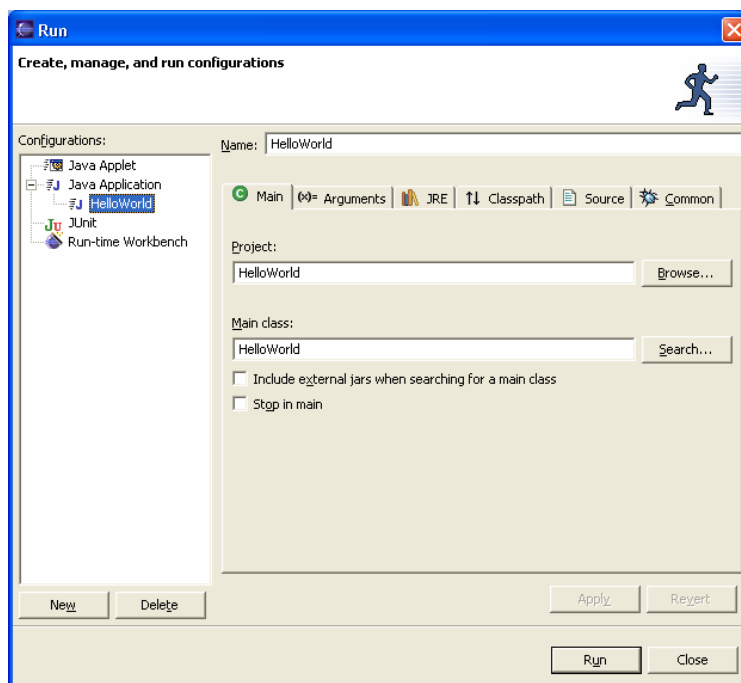 Run
Create, manage, and run configurations
Configurations:
Name: HelloWorld
Java Applet
Java Application
HelloWorld
JUnit
Run-time Workbench
Main (x)= Arguments JRE Classpath Source Common
Project:
HelloWorld Browse...
Main class:
HelloWorld Search...
Include external jars when searching for a main class
Stop in main
New Delete
Apply Revert
Run Close